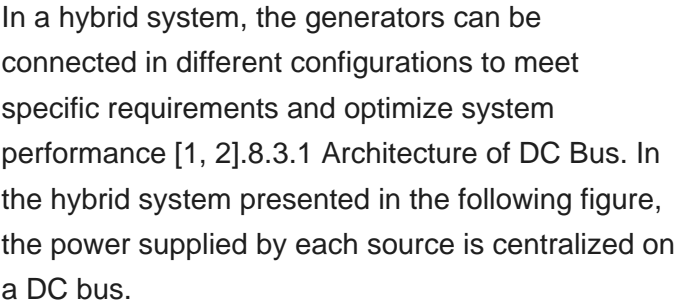 In a hybrid system, the generators can be
connected in different configurations to meet
specific requirements and optimize system
performance [1, 2].8.3.1 Architecture of DC Bus. In
the hybrid system presented in the following figure,
the power supplied by each source is centralized on
a DC bus.